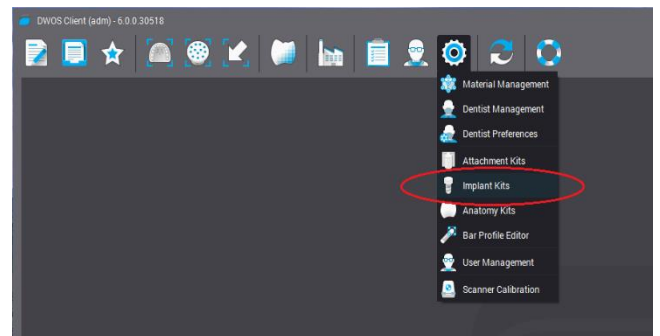 DWOS Client (adm) - 6.0.0.30518
Material Management
Dentist Management
Dentist Preferences
Attachment Kits
Implant Kits
Anatomy Kits
Bar Profile Editor
User Management
Scanner Calibration